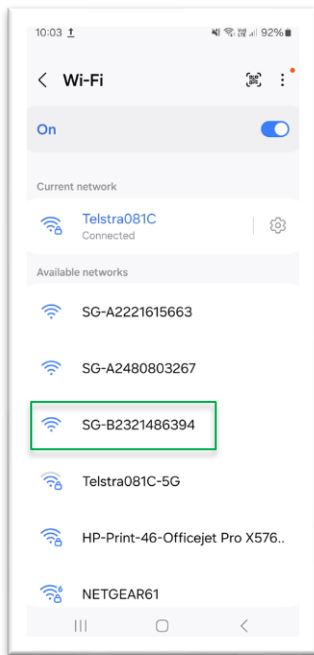 10:03
92%
Wi-Fi
On
Current network
Telstra081C
Connected
Available networks
SG-A2221615663
SG-A2480803267
SG-B2321486394
Telstra081C-5G
HP-Print-46-Officejet Pro X576..
NETGEAR61